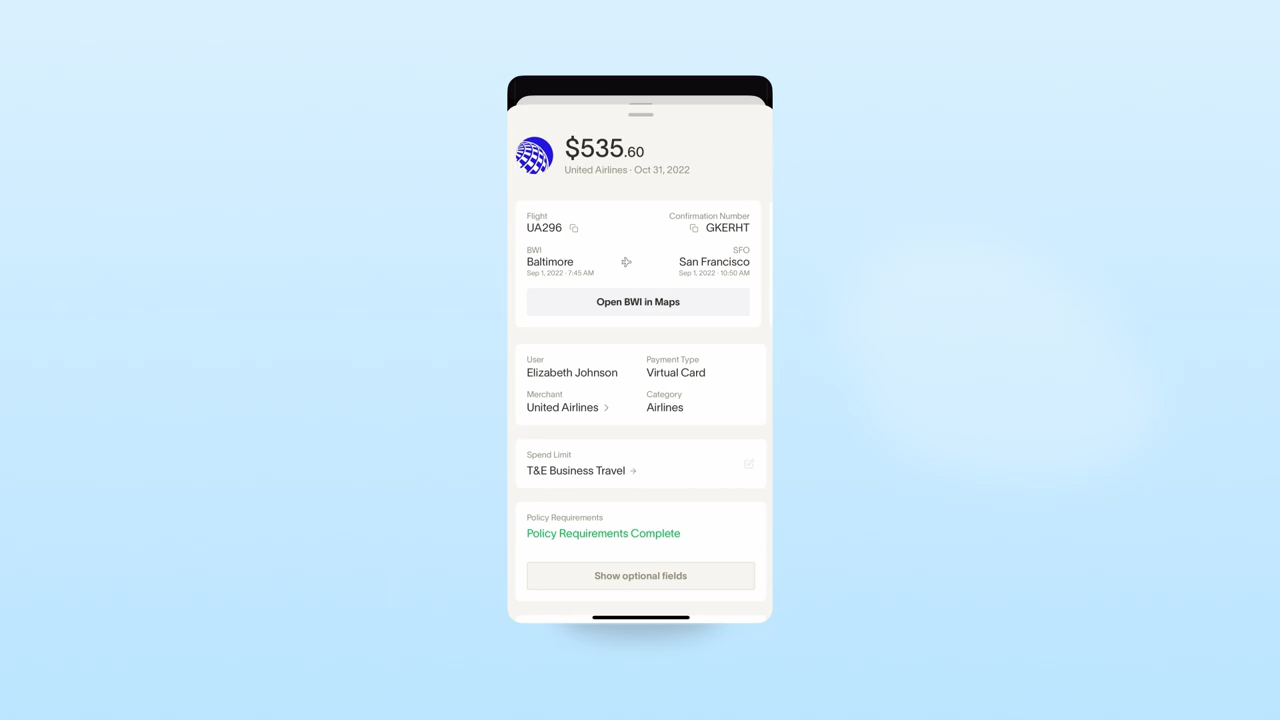 $535.60
United Airlines · Oct 31, 2022
Flight Confirmation Number
UA296 GKERHT
BWI SFO
Baltimore San Francisco
Sep 1, 2022 · 7:45 AM Sep 1, 2022 · 10:50 AM
Open BWI in Maps
User Payment Type
Elizabeth Johnson Virtual Card
Merchant Category
United Airlines Airlines
Spend Limit
T&E Business Travel
Policy Requirements
Policy Requirements Complete
Show optional fields